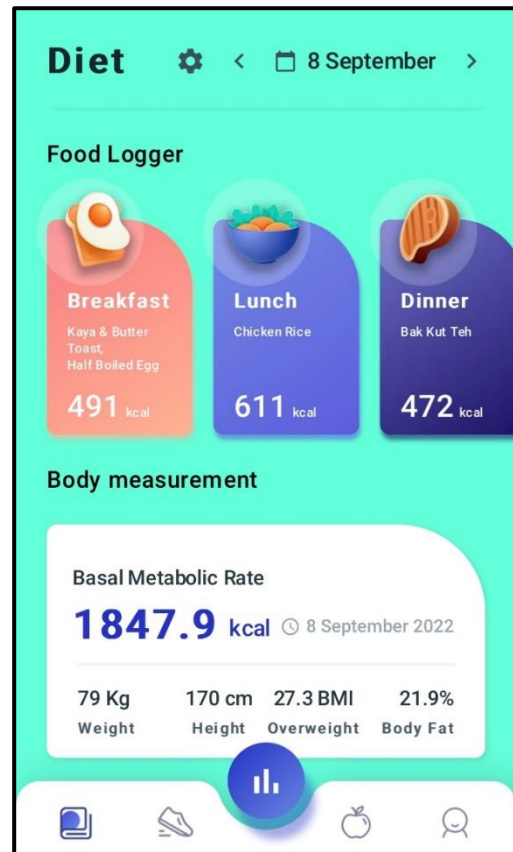 Diet
8 September
Food Logger
Breakfast
Kaya & Butter
Toast,
Half Boiled Egg
491 kcal
Lunch
Chicken Rice
611 kcal
Dinner
Bak Kut Teh
472 kcal
Body measurement
Basal Metabolic Rate
1847.9 kcal 8 September 2022
79 Kg 170 cm 27.3 BMI 21.9%
Weight Height Overweight Body Fat